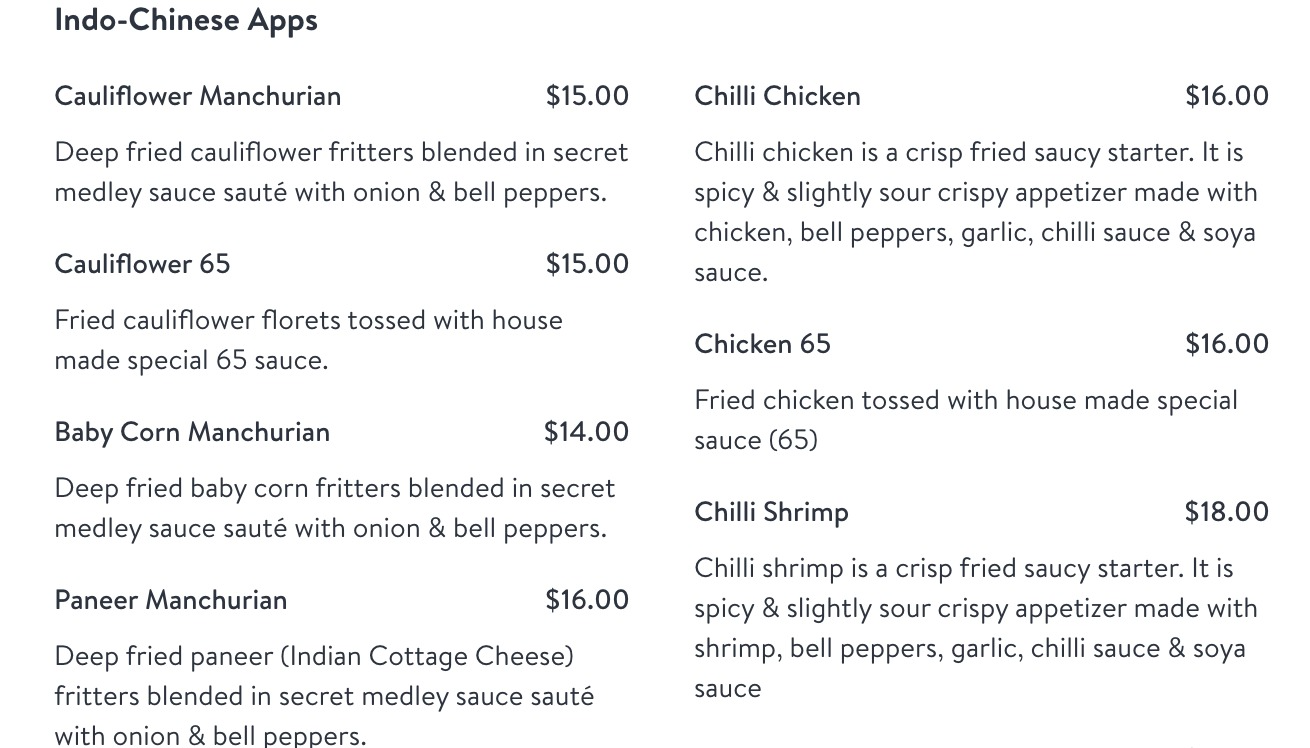 Indo-Chinese Apps
Cauliflower Manchurian $15.00
Deep fried cauliflower fritters blended in secret
medley sauce sauté with onion & bell peppers.
Cauliflower 65 $15.00
Fried cauliflower florets tossed with house
made special 65 sauce.
Baby Corn Manchurian $14.00
Deep fried baby corn fritters blended in secret
medley sauce sauté with onion & bell peppers.
Paneer Manchurian $16.00
Deep fried paneer (Indian Cottage Cheese)
fritters blended in secret medley sauce sauté
with onion & bell peppers.
Chilli Chicken $16.00
Chilli chicken is a crisp fried saucy starter. It is
spicy & slightly sour crispy appetizer made with
chicken, bell peppers, garlic, chilli sauce & soya
sauce.
Chicken 65 $16.00
Fried chicken tossed with house made special
sauce (65)
Chilli Shrimp $18.00
Chilli shrimp is a crisp fried saucy starter. It is
spicy & slightly sour crispy appetizer made with
shrimp, bell peppers, garlic, chilli sauce & soya
sauce